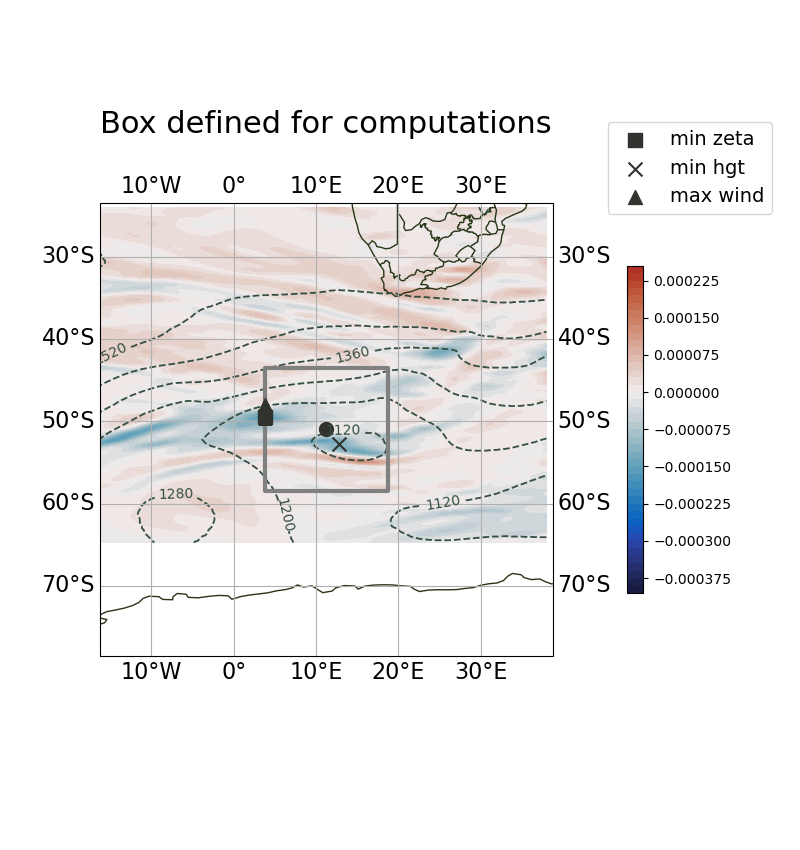 Box defined for computations
min zeta
min hgt
max wind
10°W 0° 10°E 20°E 30°E
30°S 30°S
0.000225
0.000150
40°S 40°S
520 1360
0.000075
0.000000
50°S 50°S
120
−0.000075
−0.000150
60°S 1280 1200 1120 60°S
−0.000225
−0.000300
70°S 70°S
−0.000375
10°W 0° 10°E 20°E 30°E